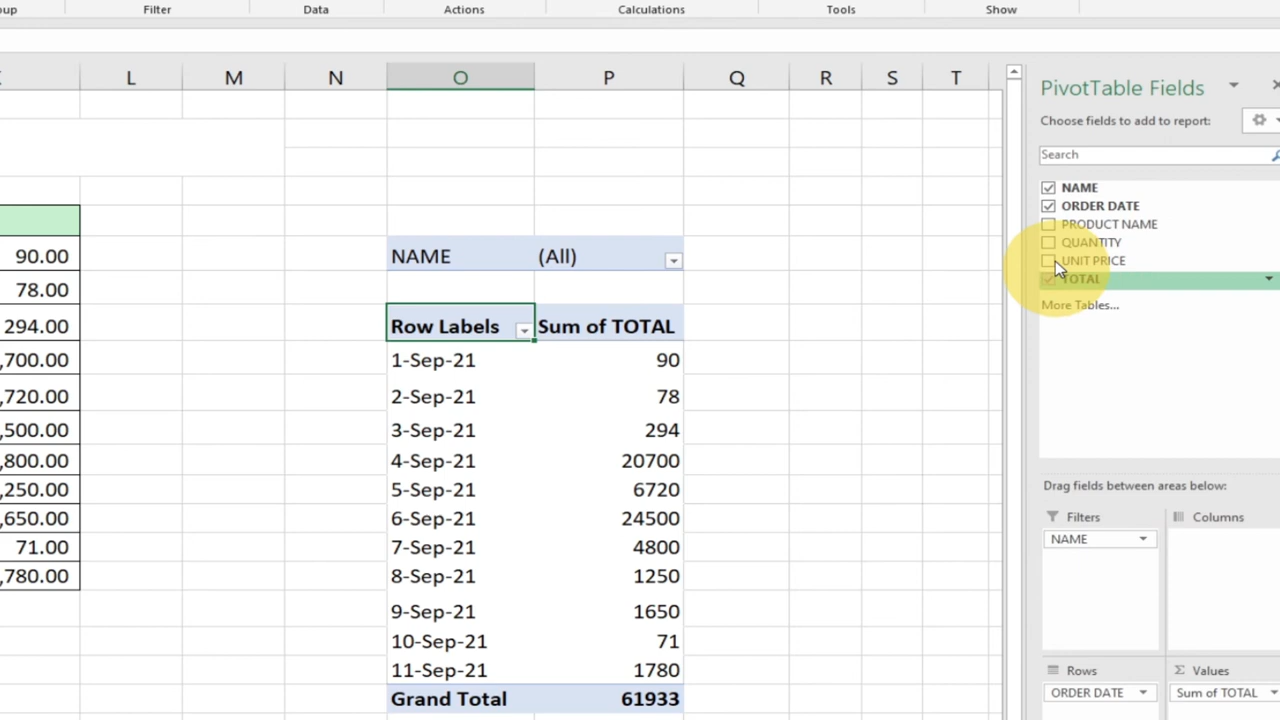 oup Filter Data Actions Calculations Tools Show
L M N O P Q R S T
PivotTable Fields
Choose fields to add to report:
Search
NAME
ORDER DATE
PRODUCT NAME
QUANTITY
UNIT PRICE
TOTAL
More Tables...
90.00
78.00
294.00
,700.00
,720.00
,500.00
,800.00
,250.00
,650.00
71.00
,780.00
NAME (All)
Row Labels Sum of TOTAL
1-Sep-21 90
2-Sep-21 78
3-Sep-21 294
4-Sep-21 20700
5-Sep-21 6720
6-Sep-21 24500
7-Sep-21 4800
8-Sep-21 1250
9-Sep-21 1650
10-Sep-21 71
11-Sep-21 1780
Grand Total 61933
Drag fields between areas below:
Filters Columns
NAME
Rows Σ Values
ORDER DATE Sum of TOTAL